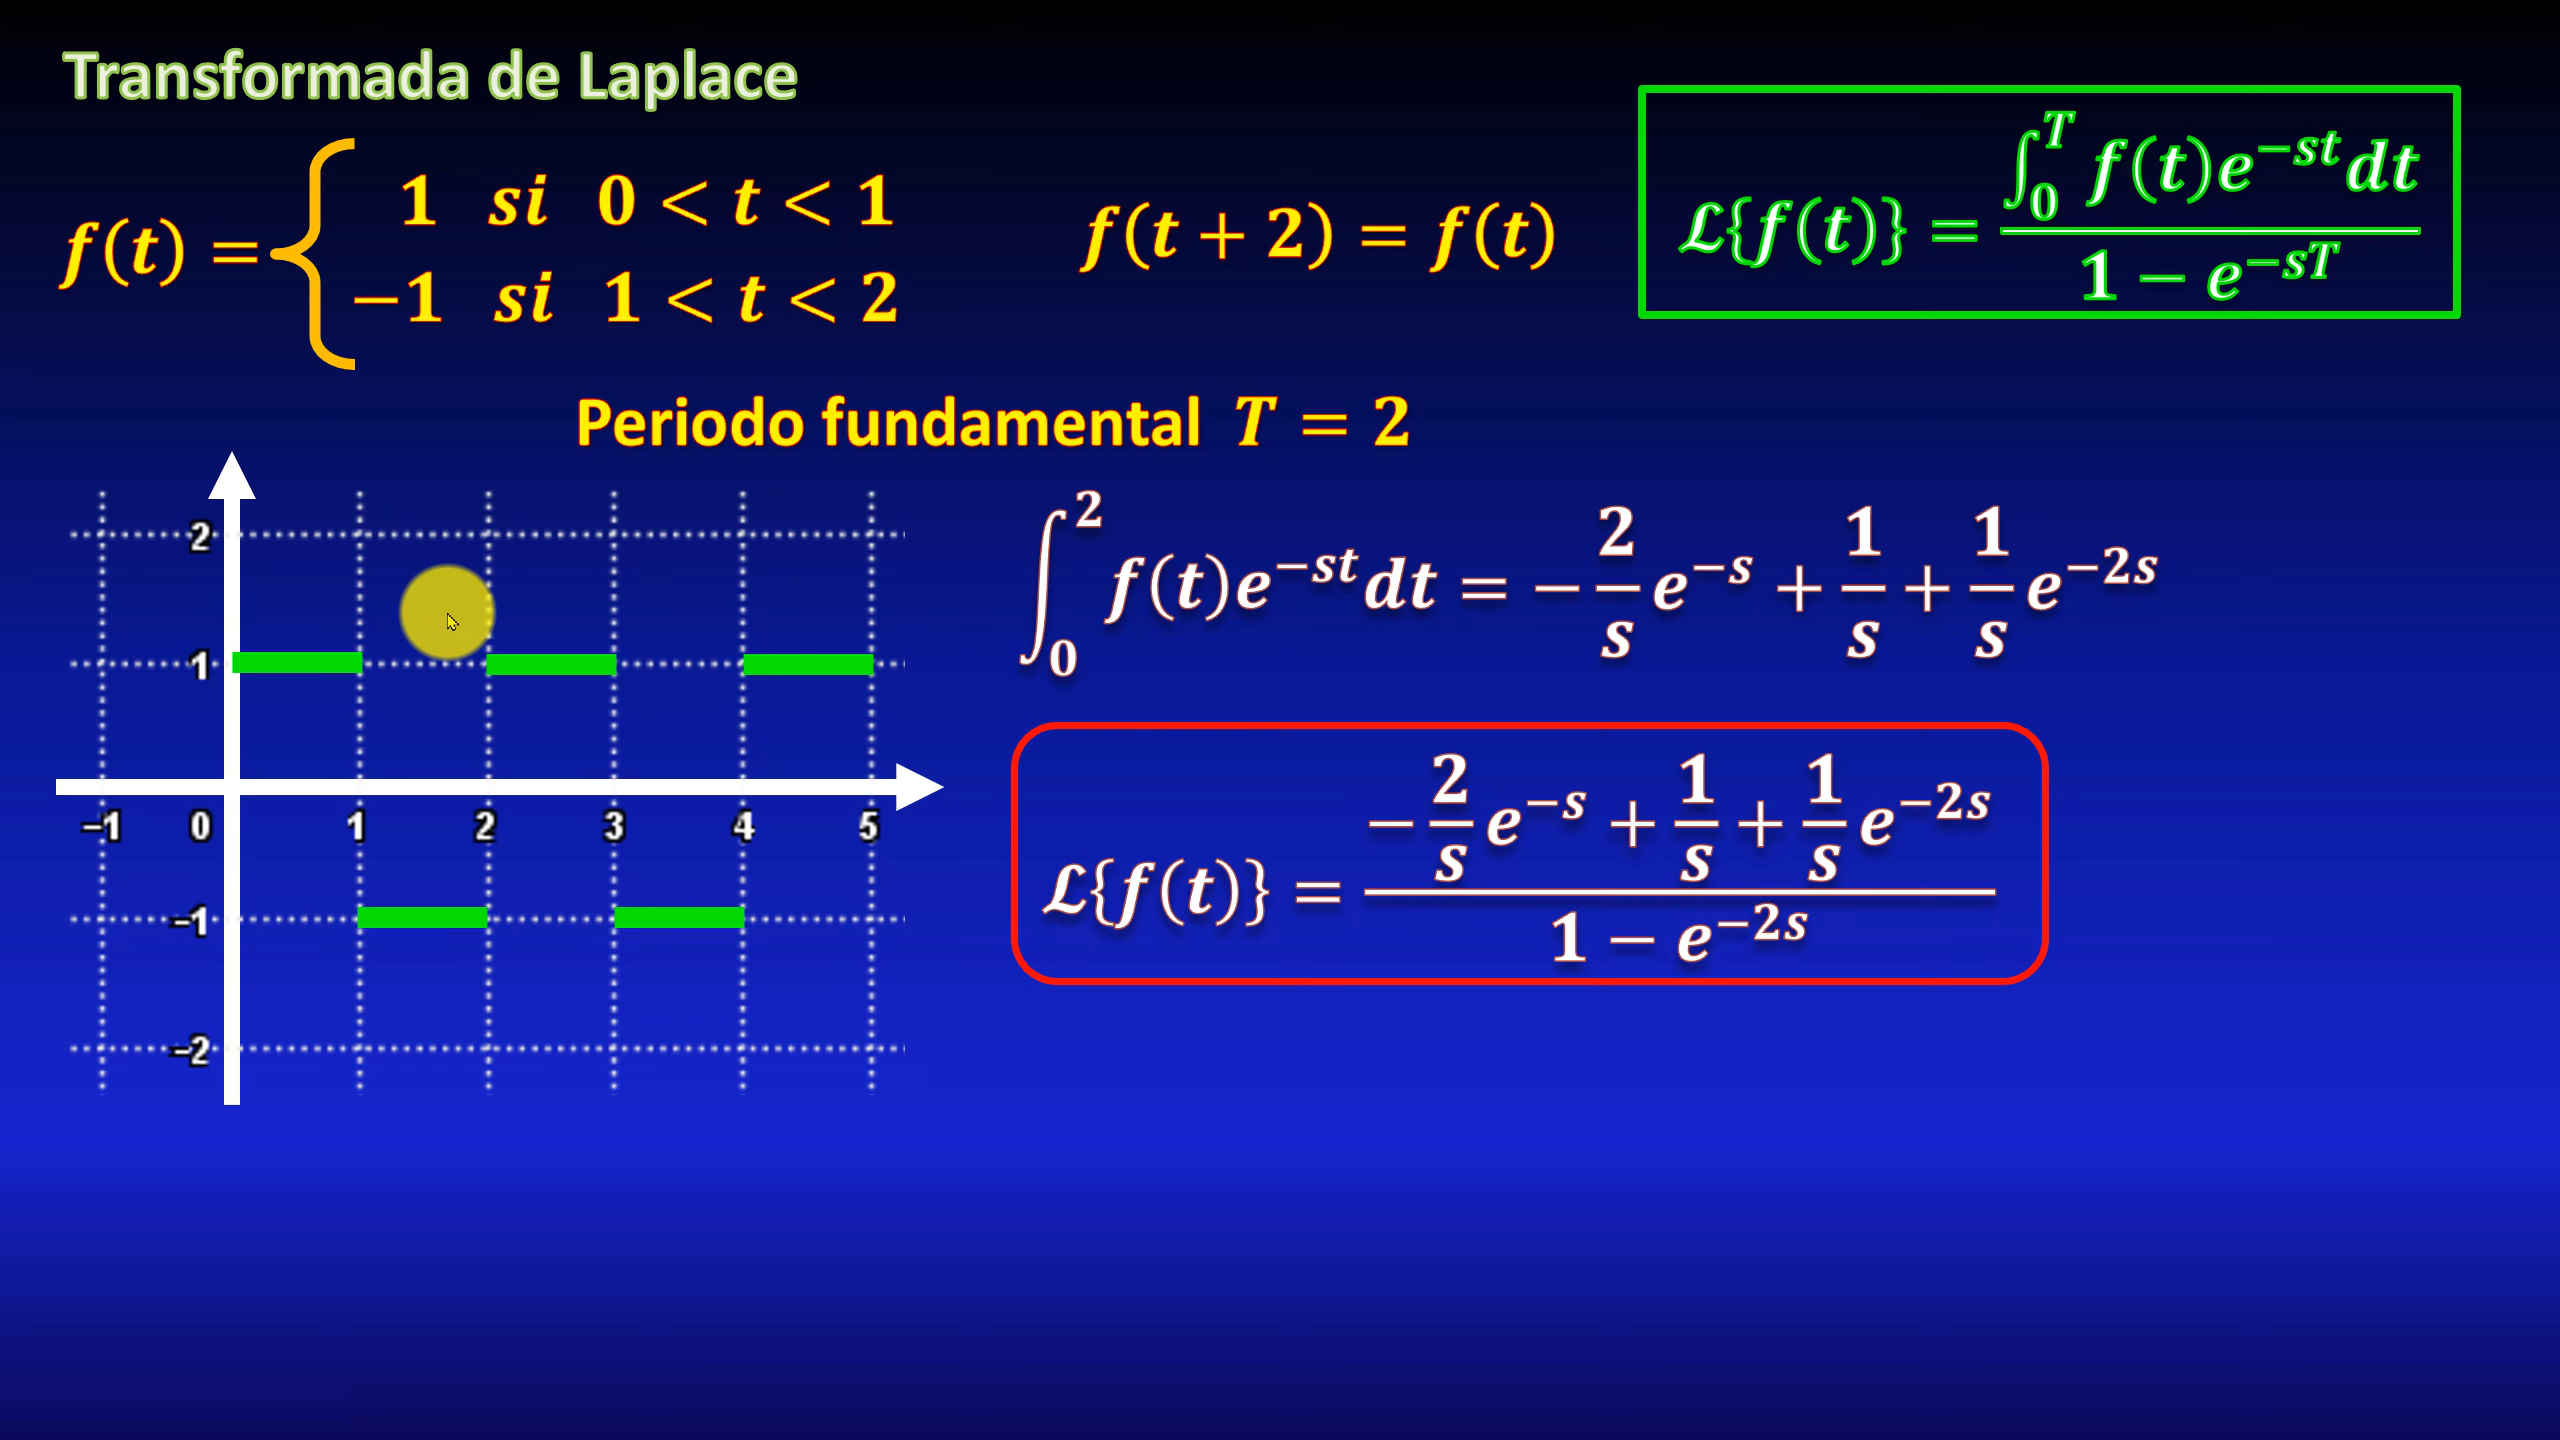 Transformada de Laplace
f(t) = { 1 si 0 < t < 1
−1 si 1 < t < 2
f(t + 2) = f(t)
ℒ{f(t)} = ∫₀ᵀ f(t)e^{−st}dt / (1 − e^{−sT})
Periodo fundamental T = 2
2
1
−1 0 1 2 3 4 5
−1
−2
∫₀² f(t)e^{−st}dt = −(2/s)e^{−s} + 1/s + (1/s)e^{−2s}
ℒ{f(t)} = (−(2/s)e^{−s} + 1/s + (1/s)e^{−2s}) / (1 − e^{−2s})